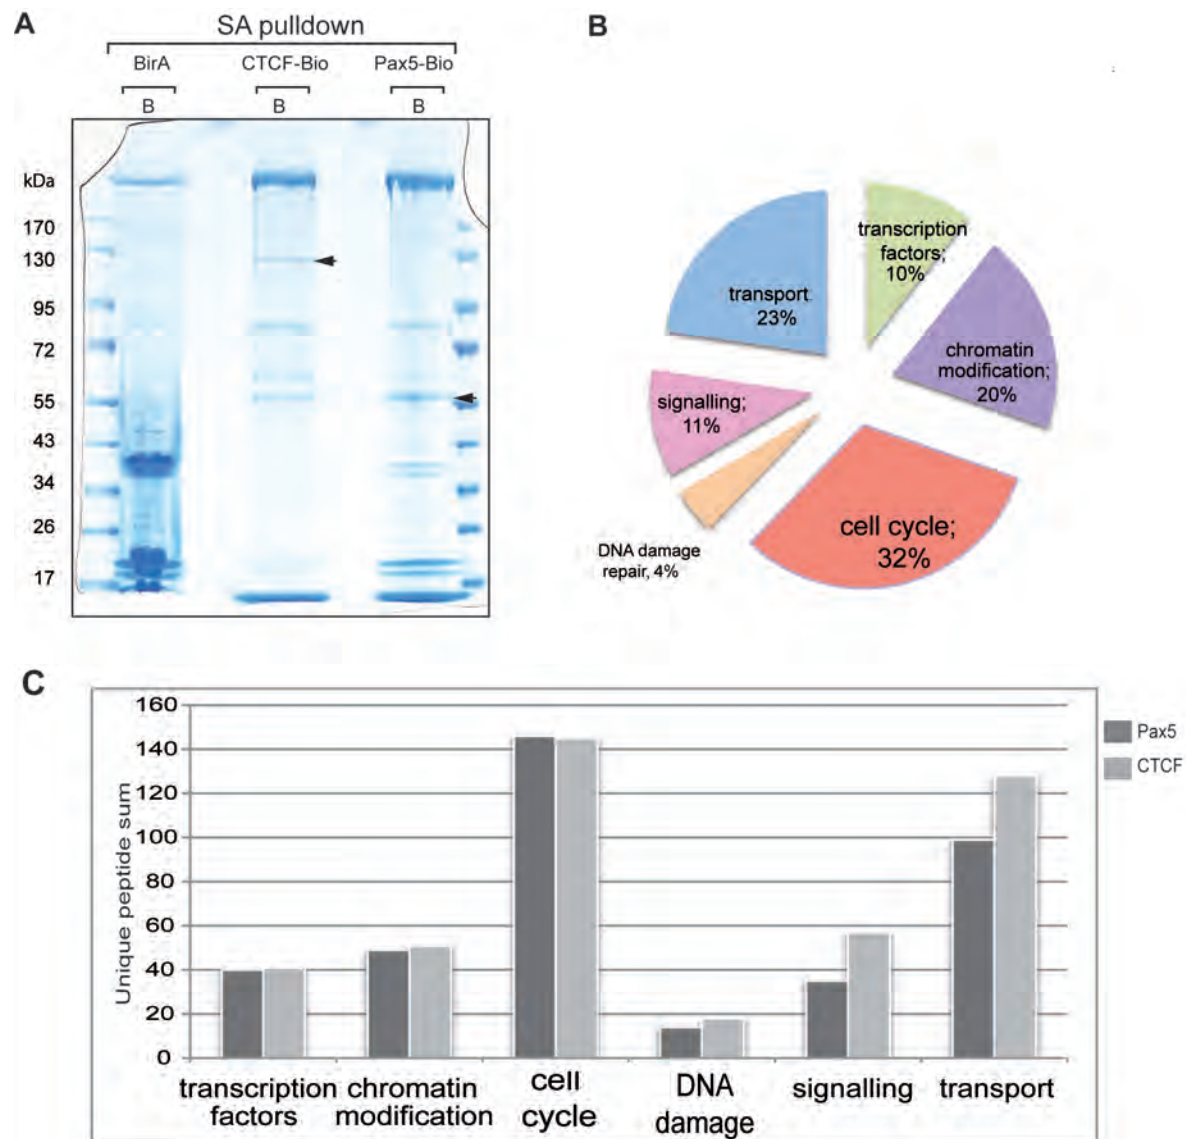 A
SA pulldown
BirA
CTCF-Bio
Pax5-Bio
B
B
B
kDa
170
130
95
72
55
43
34
26
17
B
transcription
factors;
10%
chromatin
modification;
20%
cell cycle;
32%
DNA damage
repair, 4%
signalling;
11%
transport
23%
C
Unique peptide sum
160
140
120
100
80
60
40
20
0
transcription
factors
chromatin
modification
cell
cycle
DNA
damage
signalling
transport
Pax5
CTCF